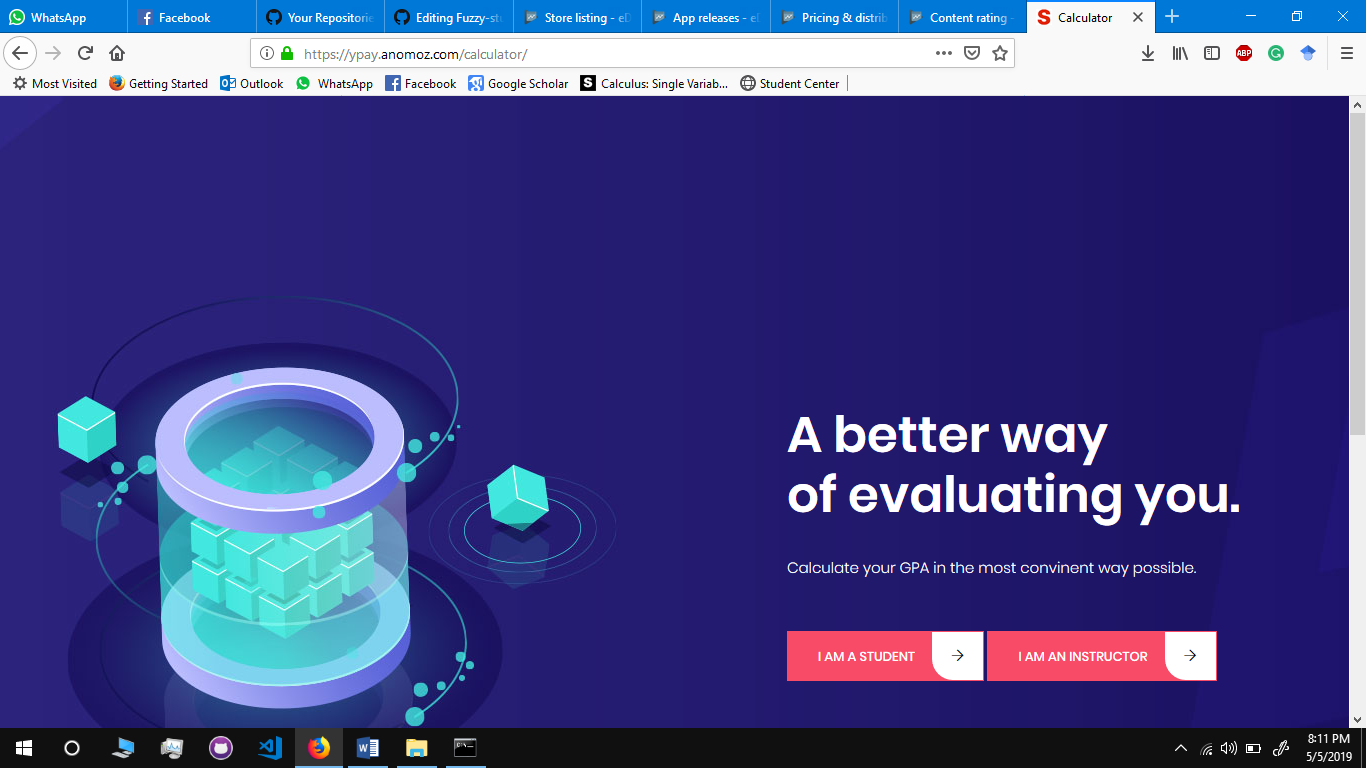 WhatsApp
Facebook
Your Repositorie
Editing Fuzzy-st
Store listing - eD
App releases - eD
Pricing & distrib
Content rating -
Calculator
https://ypay.anomoz.com/calculator/
ABP
Most Visited
Getting Started
Outlook
WhatsApp
Facebook
Google Scholar
Calculus: Single Variab...
Student Center
A better way
of evaluating you.
Calculate your GPA in the most convinent way possible.
I AM A STUDENT
I AM AN INSTRUCTOR
8:11 PM
5/5/2019